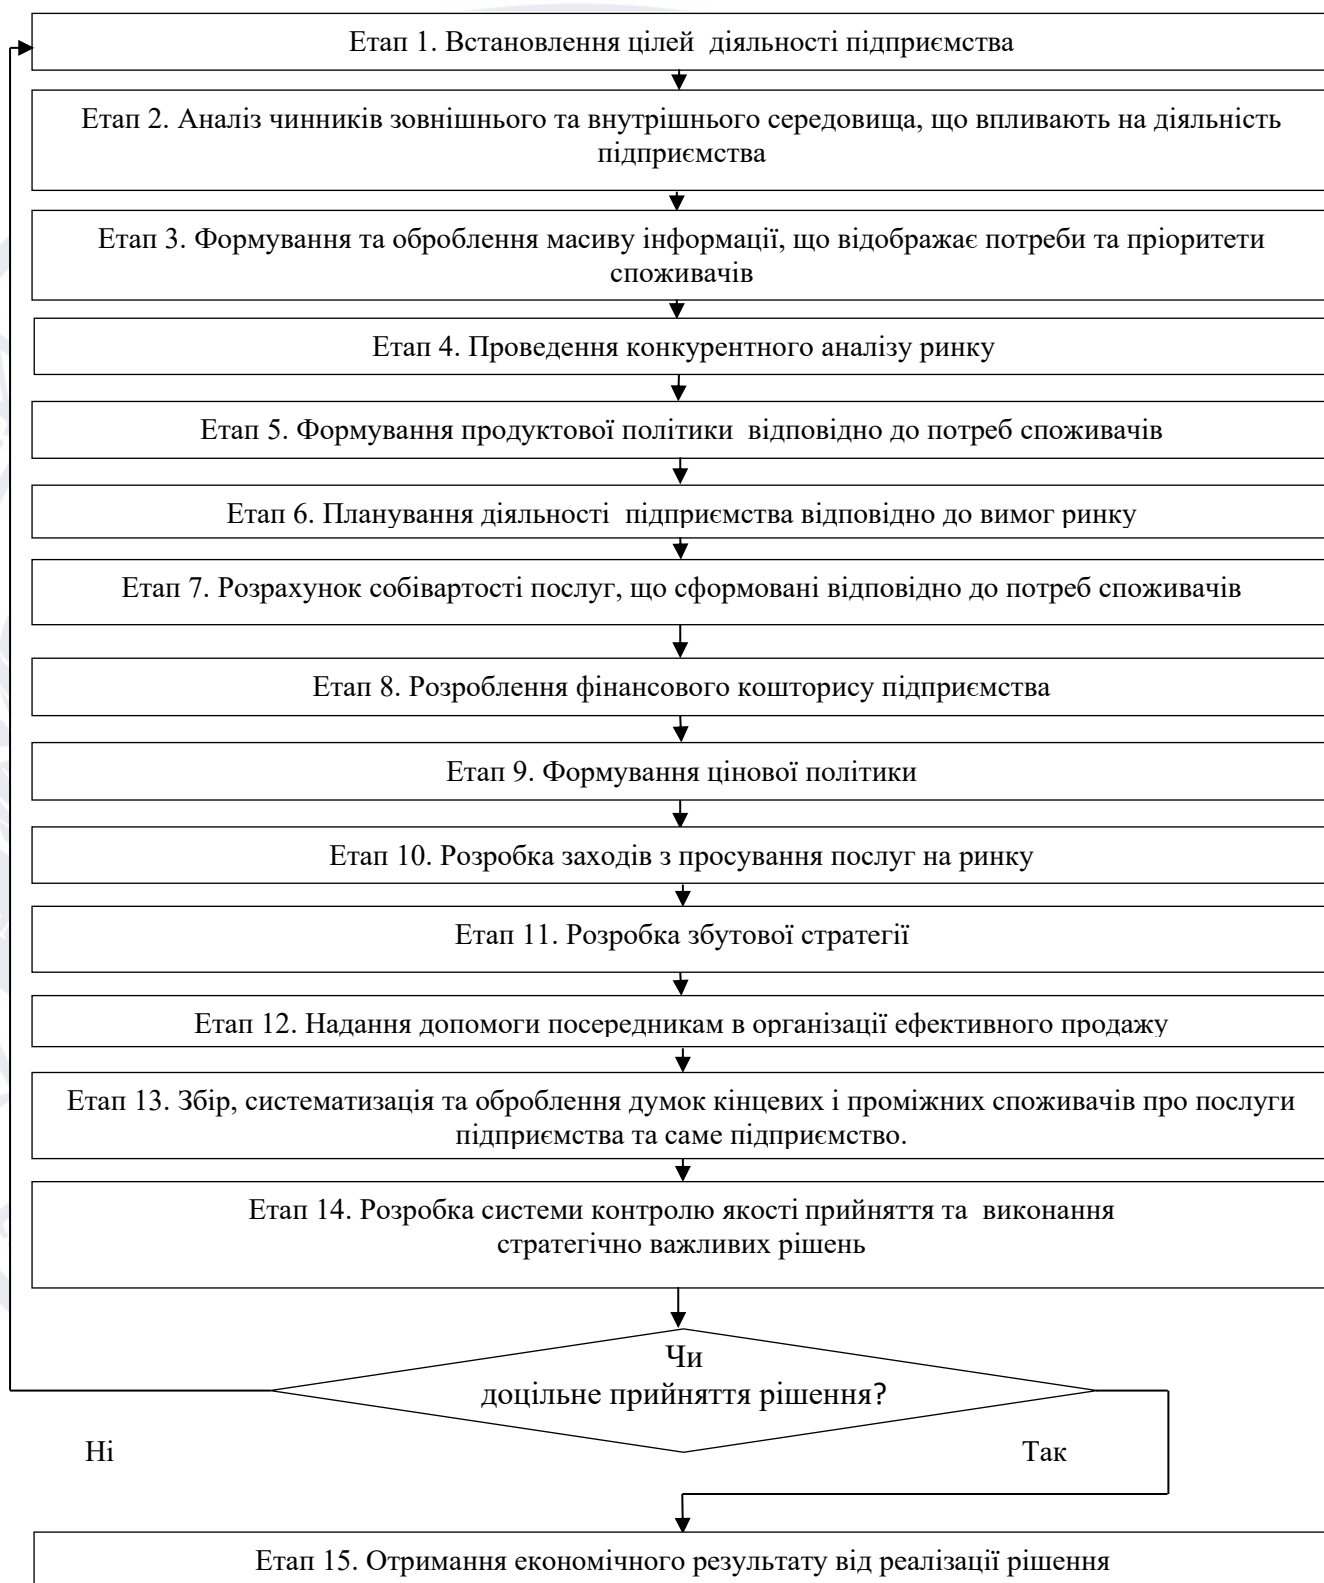 Етап 1. Встановлення цілей  діяльності підприємства
Етап 2. Аналіз чинників зовнішнього та внутрішнього середовища, що впливають на діяльність
підприємства
Етап 3. Формування та оброблення масиву інформації, що відображає потреби та пріоритети
споживачів
Етап 4. Проведення конкурентного аналізу ринку
Етап 5. Формування продуктової політики  відповідно до потреб споживачів
Етап 6. Планування діяльності  підприємства відповідно до вимог ринку
Етап 7. Розрахунок собівартості послуг, що сформовані відповідно до потреб споживачів
Етап 8. Розроблення фінансового кошторису підприємства
Етап 9. Формування цінової політики
Етап 10. Розробка заходів з просування послуг на ринку
Етап 11. Розробка збутової стратегії
Етап 12. Надання допомоги посередникам в організації ефективного продажу
Етап 13. Збір, систематизація та оброблення думок кінцевих і проміжних споживачів про послуги
підприємства та саме підприємство.
Етап 14. Розробка системи контролю якості прийняття та  виконання
стратегічно важливих рішень
Чи
доцільне прийняття рішення?
Ні
Так
Етап 15. Отримання економічного результату від реалізації рішення